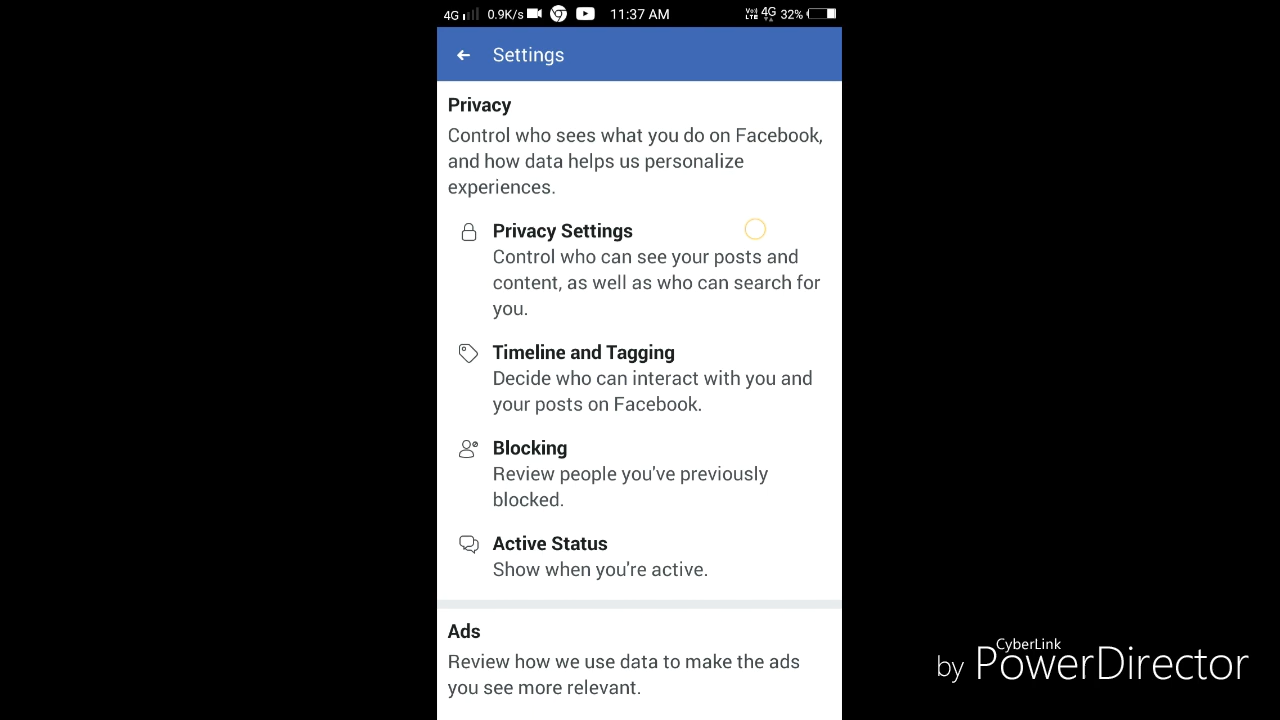 4G 0.9K/s 11:37 AM VoLTE 4G 32%
Settings
Privacy
Control who sees what you do on Facebook,
and how data helps us personalize
experiences.
Privacy Settings
Control who can see your posts and
content, as well as who can search for
you.
Timeline and Tagging
Decide who can interact with you and
your posts on Facebook.
Blocking
Review people you've previously
blocked.
Active Status
Show when you're active.
Ads
Review how we use data to make the ads
you see more relevant.
CyberLink
by PowerDirector